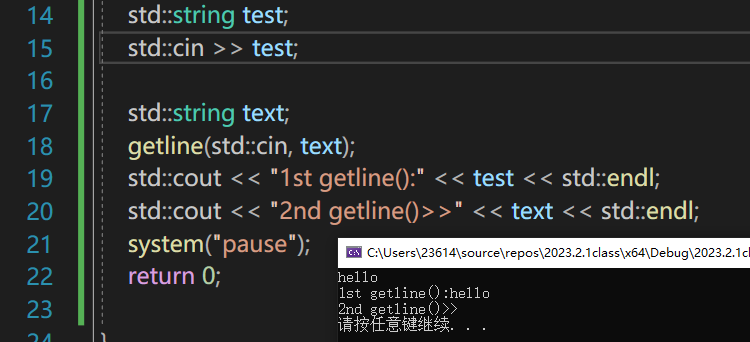 14 std::string test;
15 std::cin >> test;
16
17 std::string text;
18 getline(std::cin, text);
19 std::cout << "1st getline():" << test << std::endl;
20 std::cout << "2nd getline()>>" << text << std::endl;
21 system("pause");
22 return 0;
23
24 }
C:\Users\23614\source\repos\2023.2.1class\x64\Debug\2023.2.1cl
hello
1st getline():hello
2nd getline()>>
请按任意键继续. . .